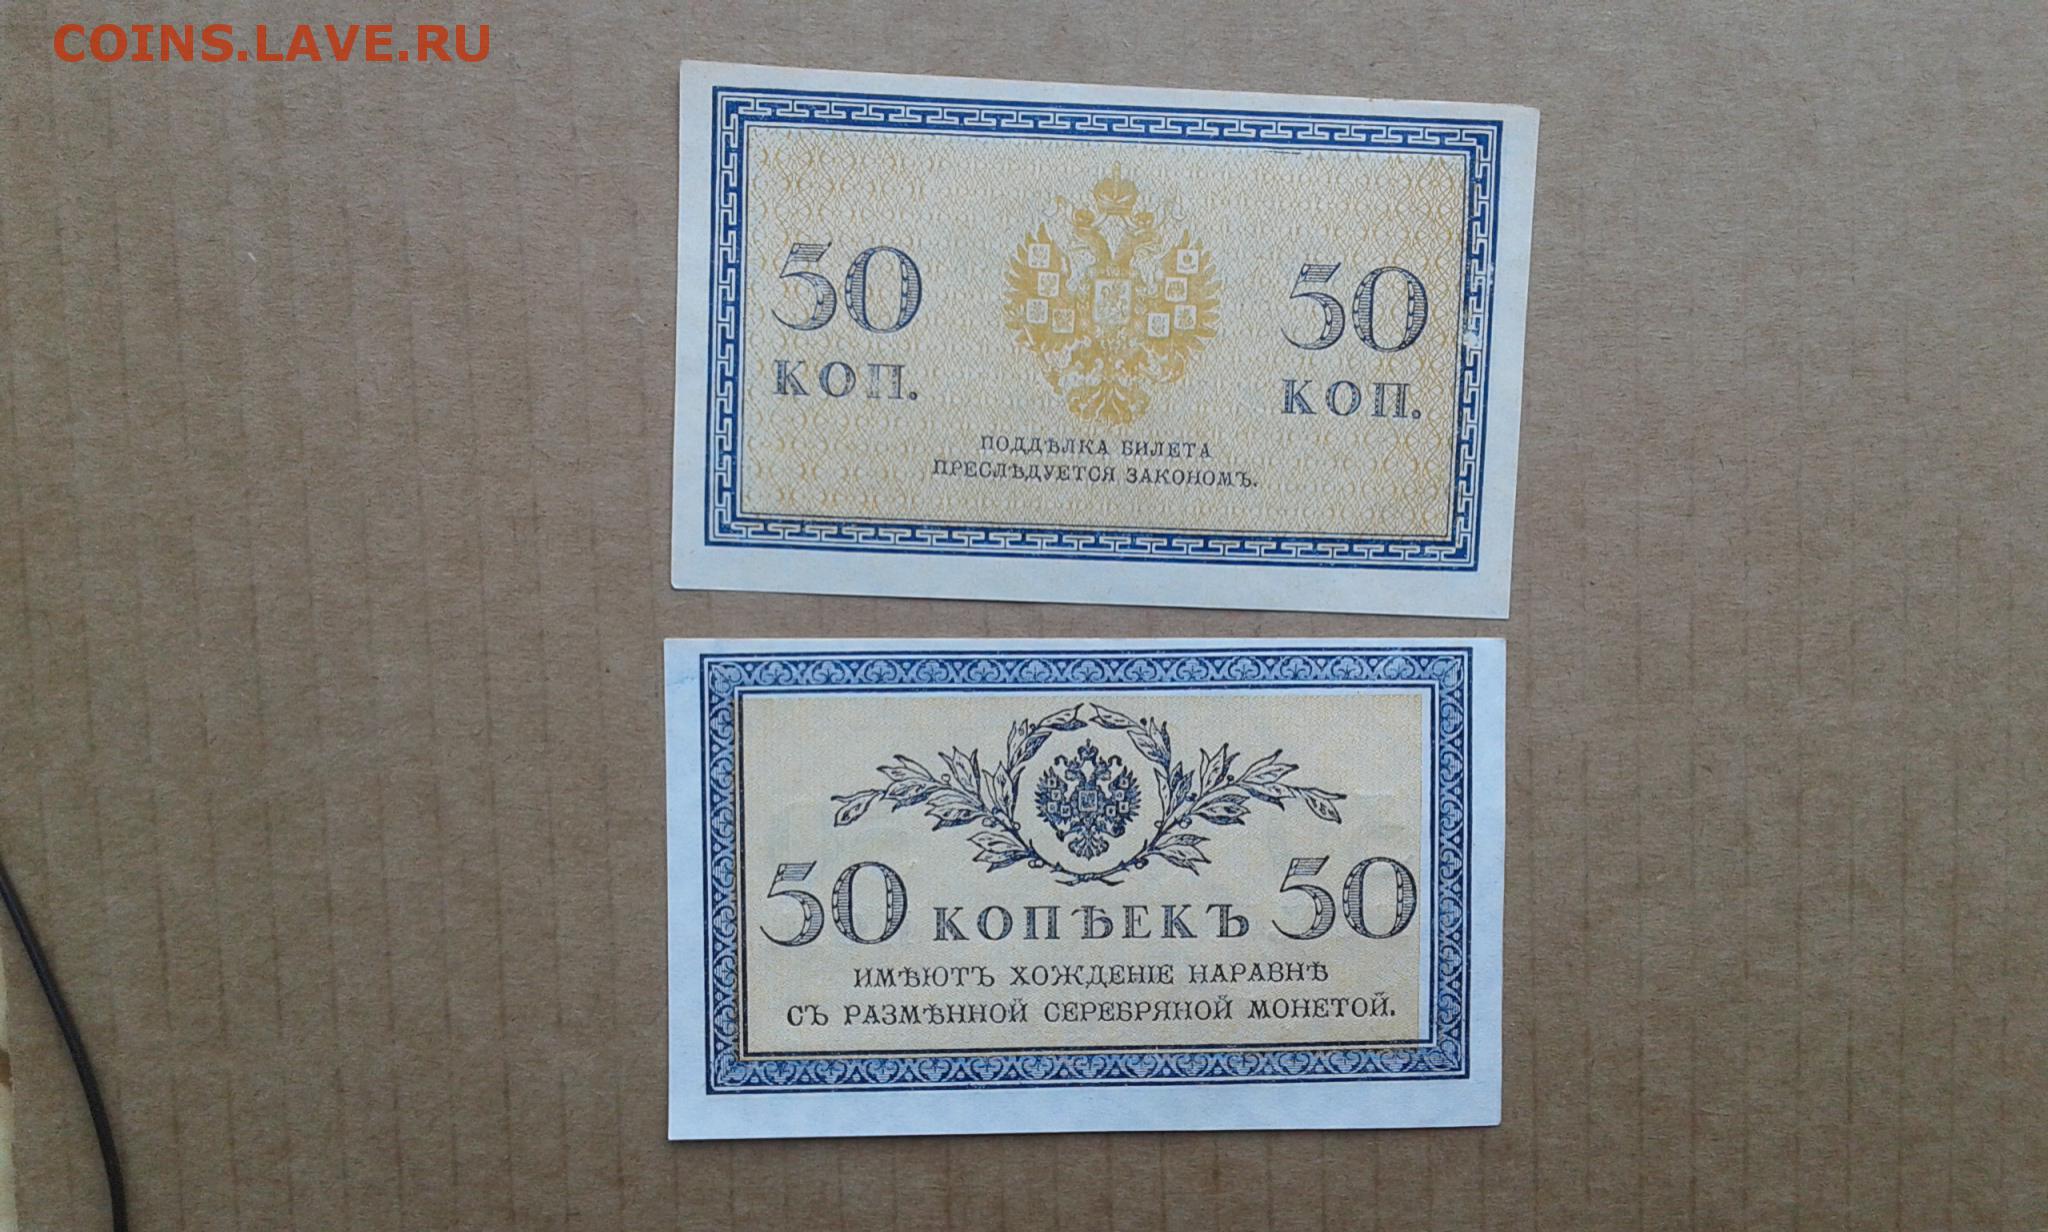 COINS.LAVE.RU
50 50
КОП. КОП.
ПОДДѢЛКА БИЛЕТА
ПРЕСЛѢДУЕТСЯ ЗАКОНОМЪ.
50 КОПѢЕКЪ 50
ИМѢЮТЪ ХОЖДЕНІЕ НАРАВНѢ
СЪ РАЗМѢННОЙ СЕРЕБРЯНОЙ МОНЕТОЙ.